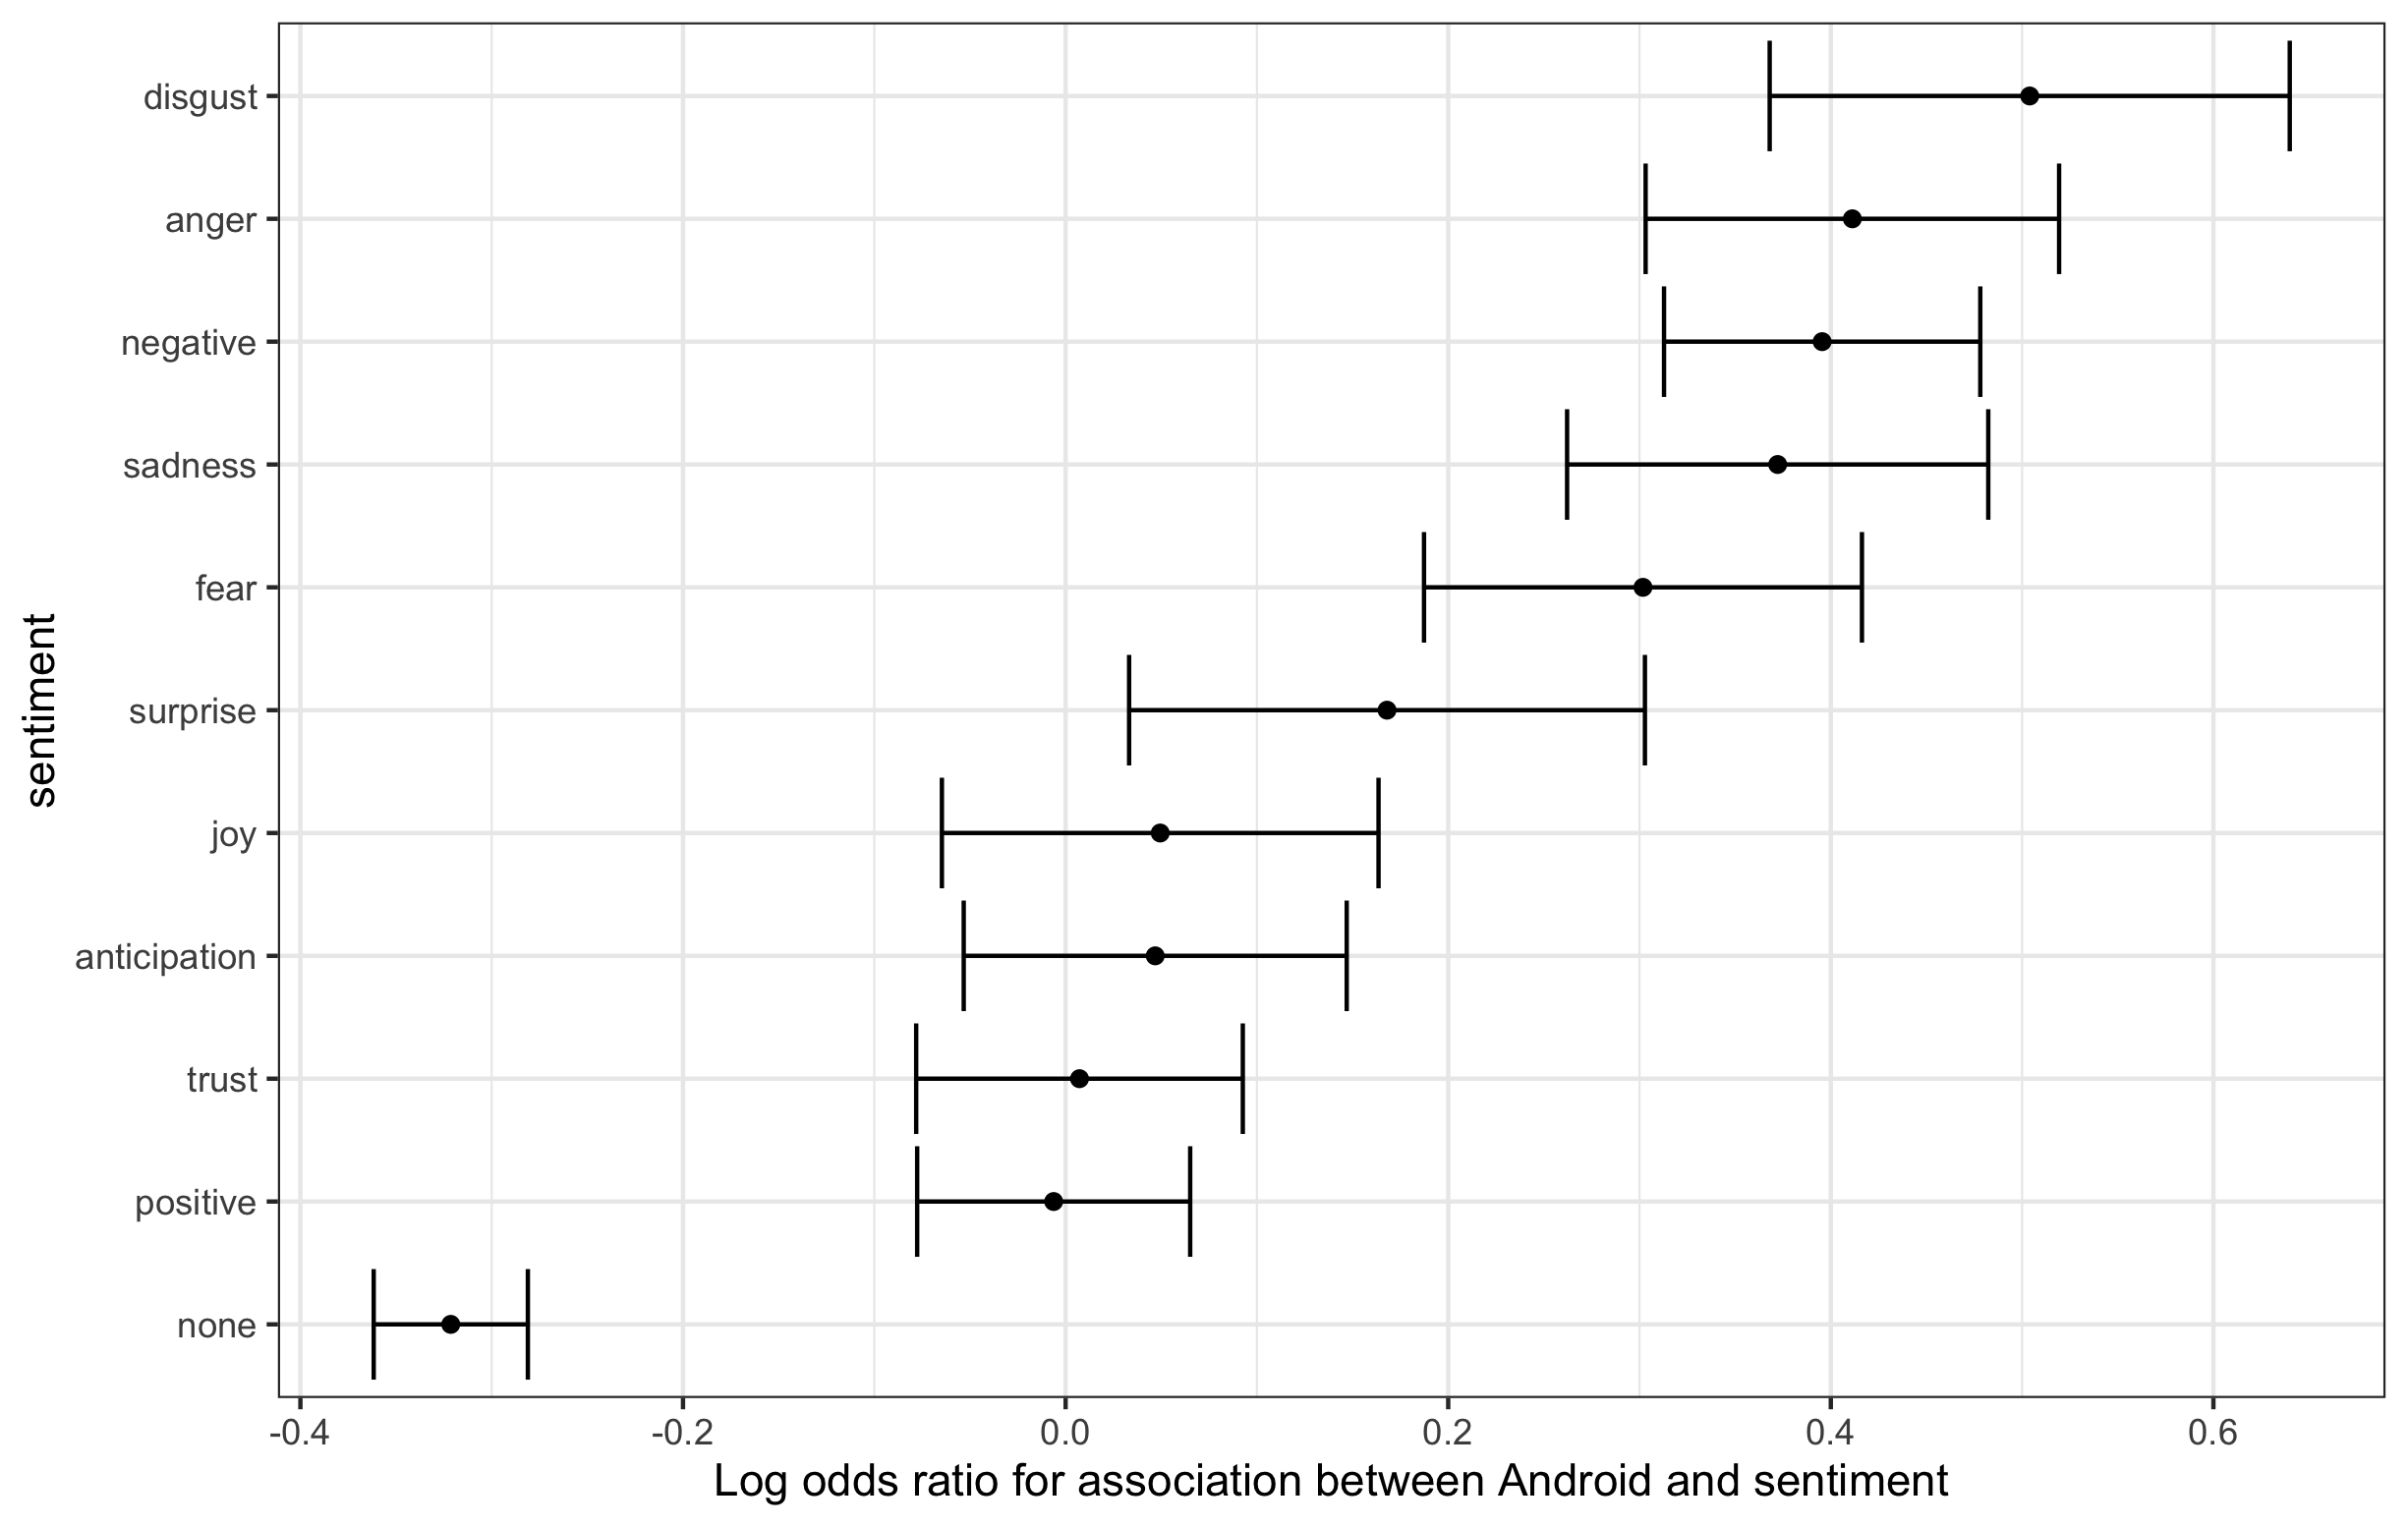 disgust
anger
negative
sadness
fear
surprise
joy
anticipation
trust
positive
none
sentiment
-0.4 -0.2 0.0 0.2 0.4 0.6
Log odds ratio for association between Android and sentiment